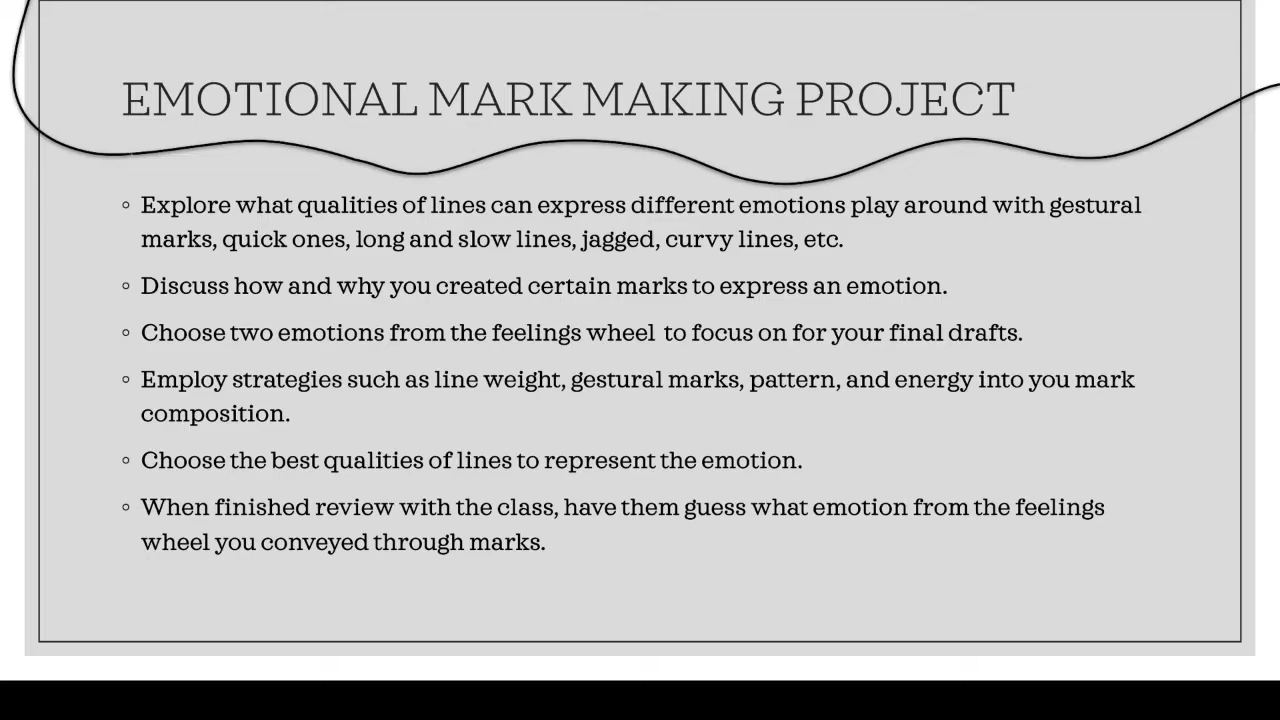 EMOTIONAL MARK MAKING PROJECT
◦ Explore what qualities of lines can express different emotions play around with gestural
marks, quick ones, long and slow lines, jagged, curvy lines, etc.
◦ Discuss how and why you created certain marks to express an emotion.
◦ Choose two emotions from the feelings wheel  to focus on for your final drafts.
◦ Employ strategies such as line weight, gestural marks, pattern, and energy into you mark
composition.
◦ Choose the best qualities of lines to represent the emotion.
◦ When finished review with the class, have them guess what emotion from the feelings
wheel you conveyed through marks.